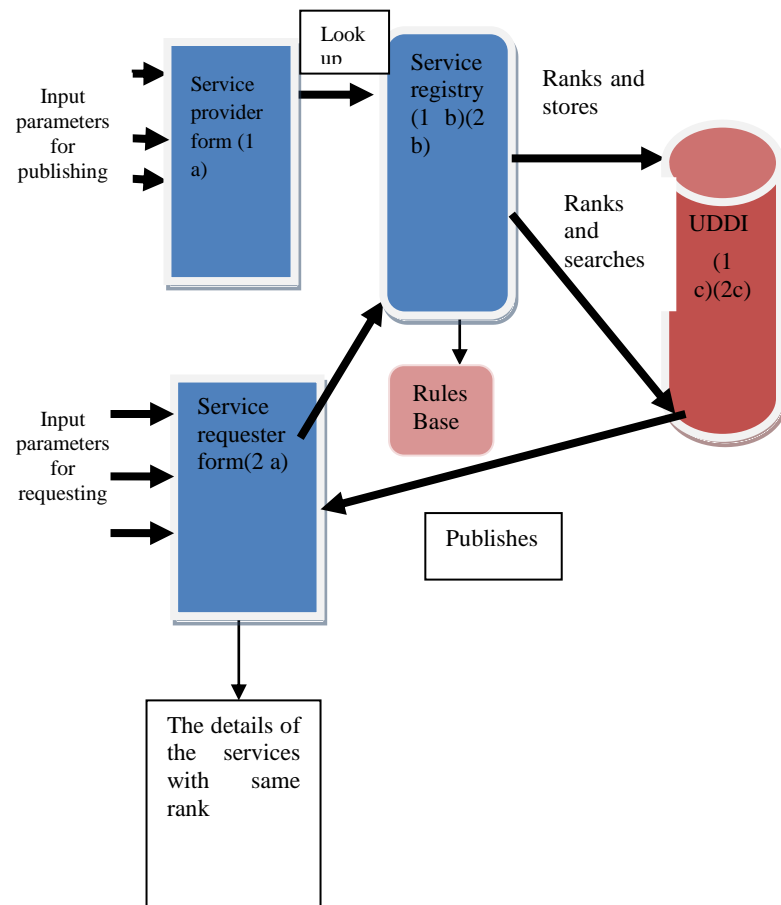 Look
up
Input
parameters
for
publishing
Service
provider
form (1
a)
Service
registry
(1 b)(2
b)
Ranks and
stores
Ranks
and
searches
UDDI
(1
c)(2c)
Input
parameters
for
requesting
Service
requester
form(2 a)
Rules
Base
Publishes
The details of
the services
with same
rank